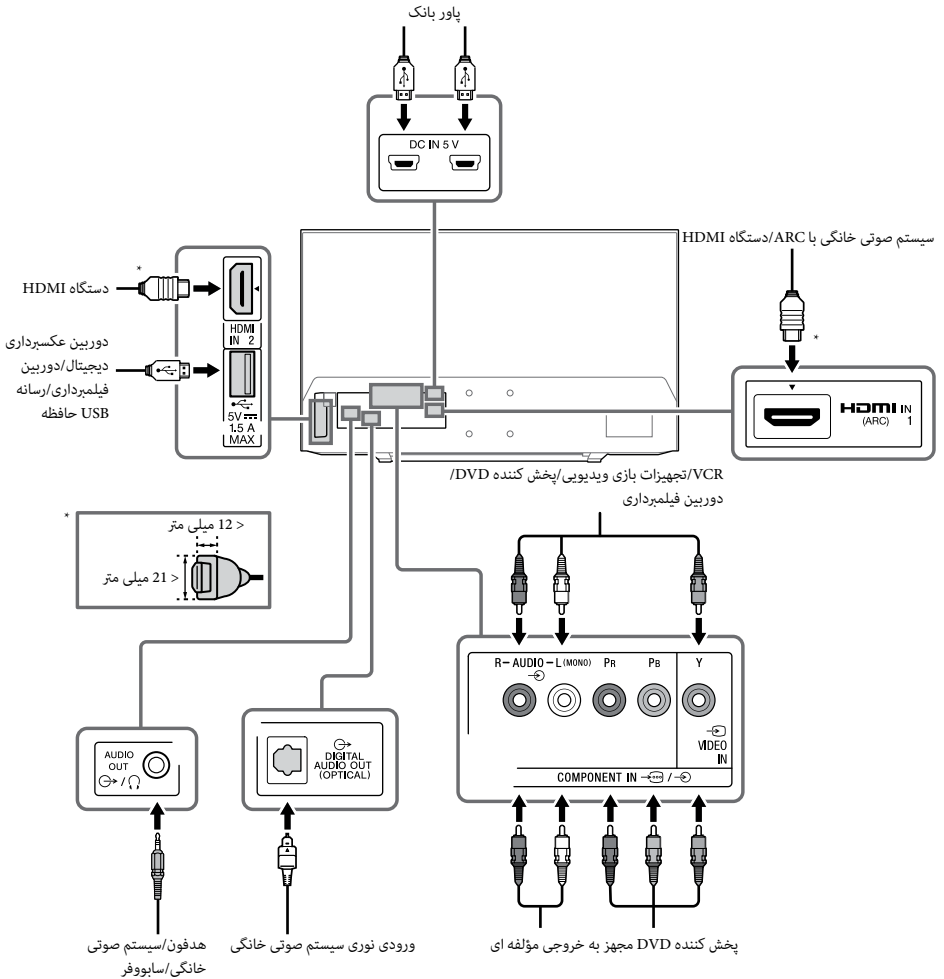 پاور بانک
DC IN 5 V
سیستم صوتی خانگی با ARC/دستگاه HDMI
*
دستگاه HDMI
*
HDMI
IN 2
دوربین عکسبرداری
دیجیتال/دوربین
فیلمبرداری/رسانه
حافظه USB
5V
1.5 A
MAX
HDMI IN
(ARC) 1
VCR/تجهیزات بازی ویدیویی/پخش کننده DVD/
دوربین فیلمبرداری
*
< 12 میلی متر
< 21 میلی متر
R – AUDIO – L (MONO) PR PB Y
VIDEO
IN
COMPONENT IN /
AUDIO
OUT
/
DIGITAL
AUDIO OUT
(OPTICAL)
هدفون/سیستم صوتی
خانگی/سابووفر
ورودی نوری سیستم صوتی خانگی
پخش کننده DVD مجهز به خروجی مؤلفه ای